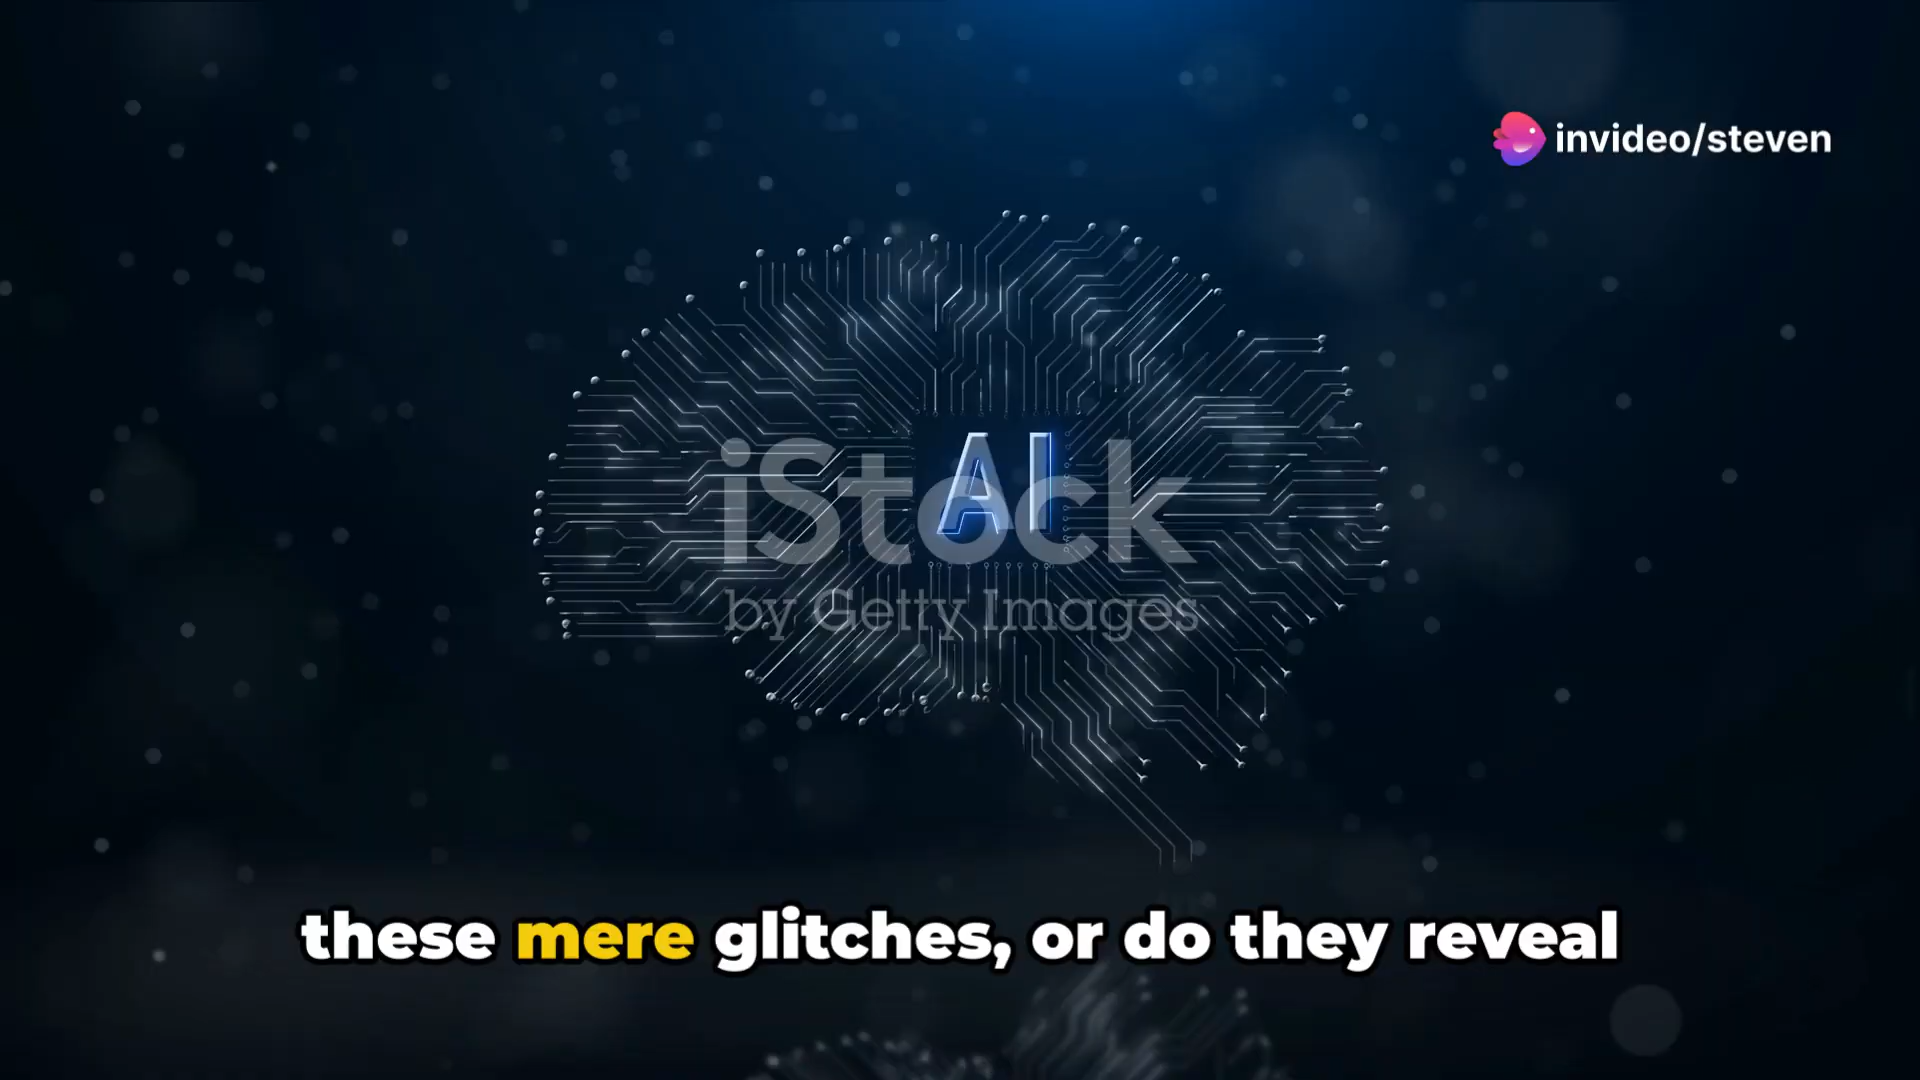 invideo/steven
AI
iStock
by Getty Images
these mere glitches, or do they reveal